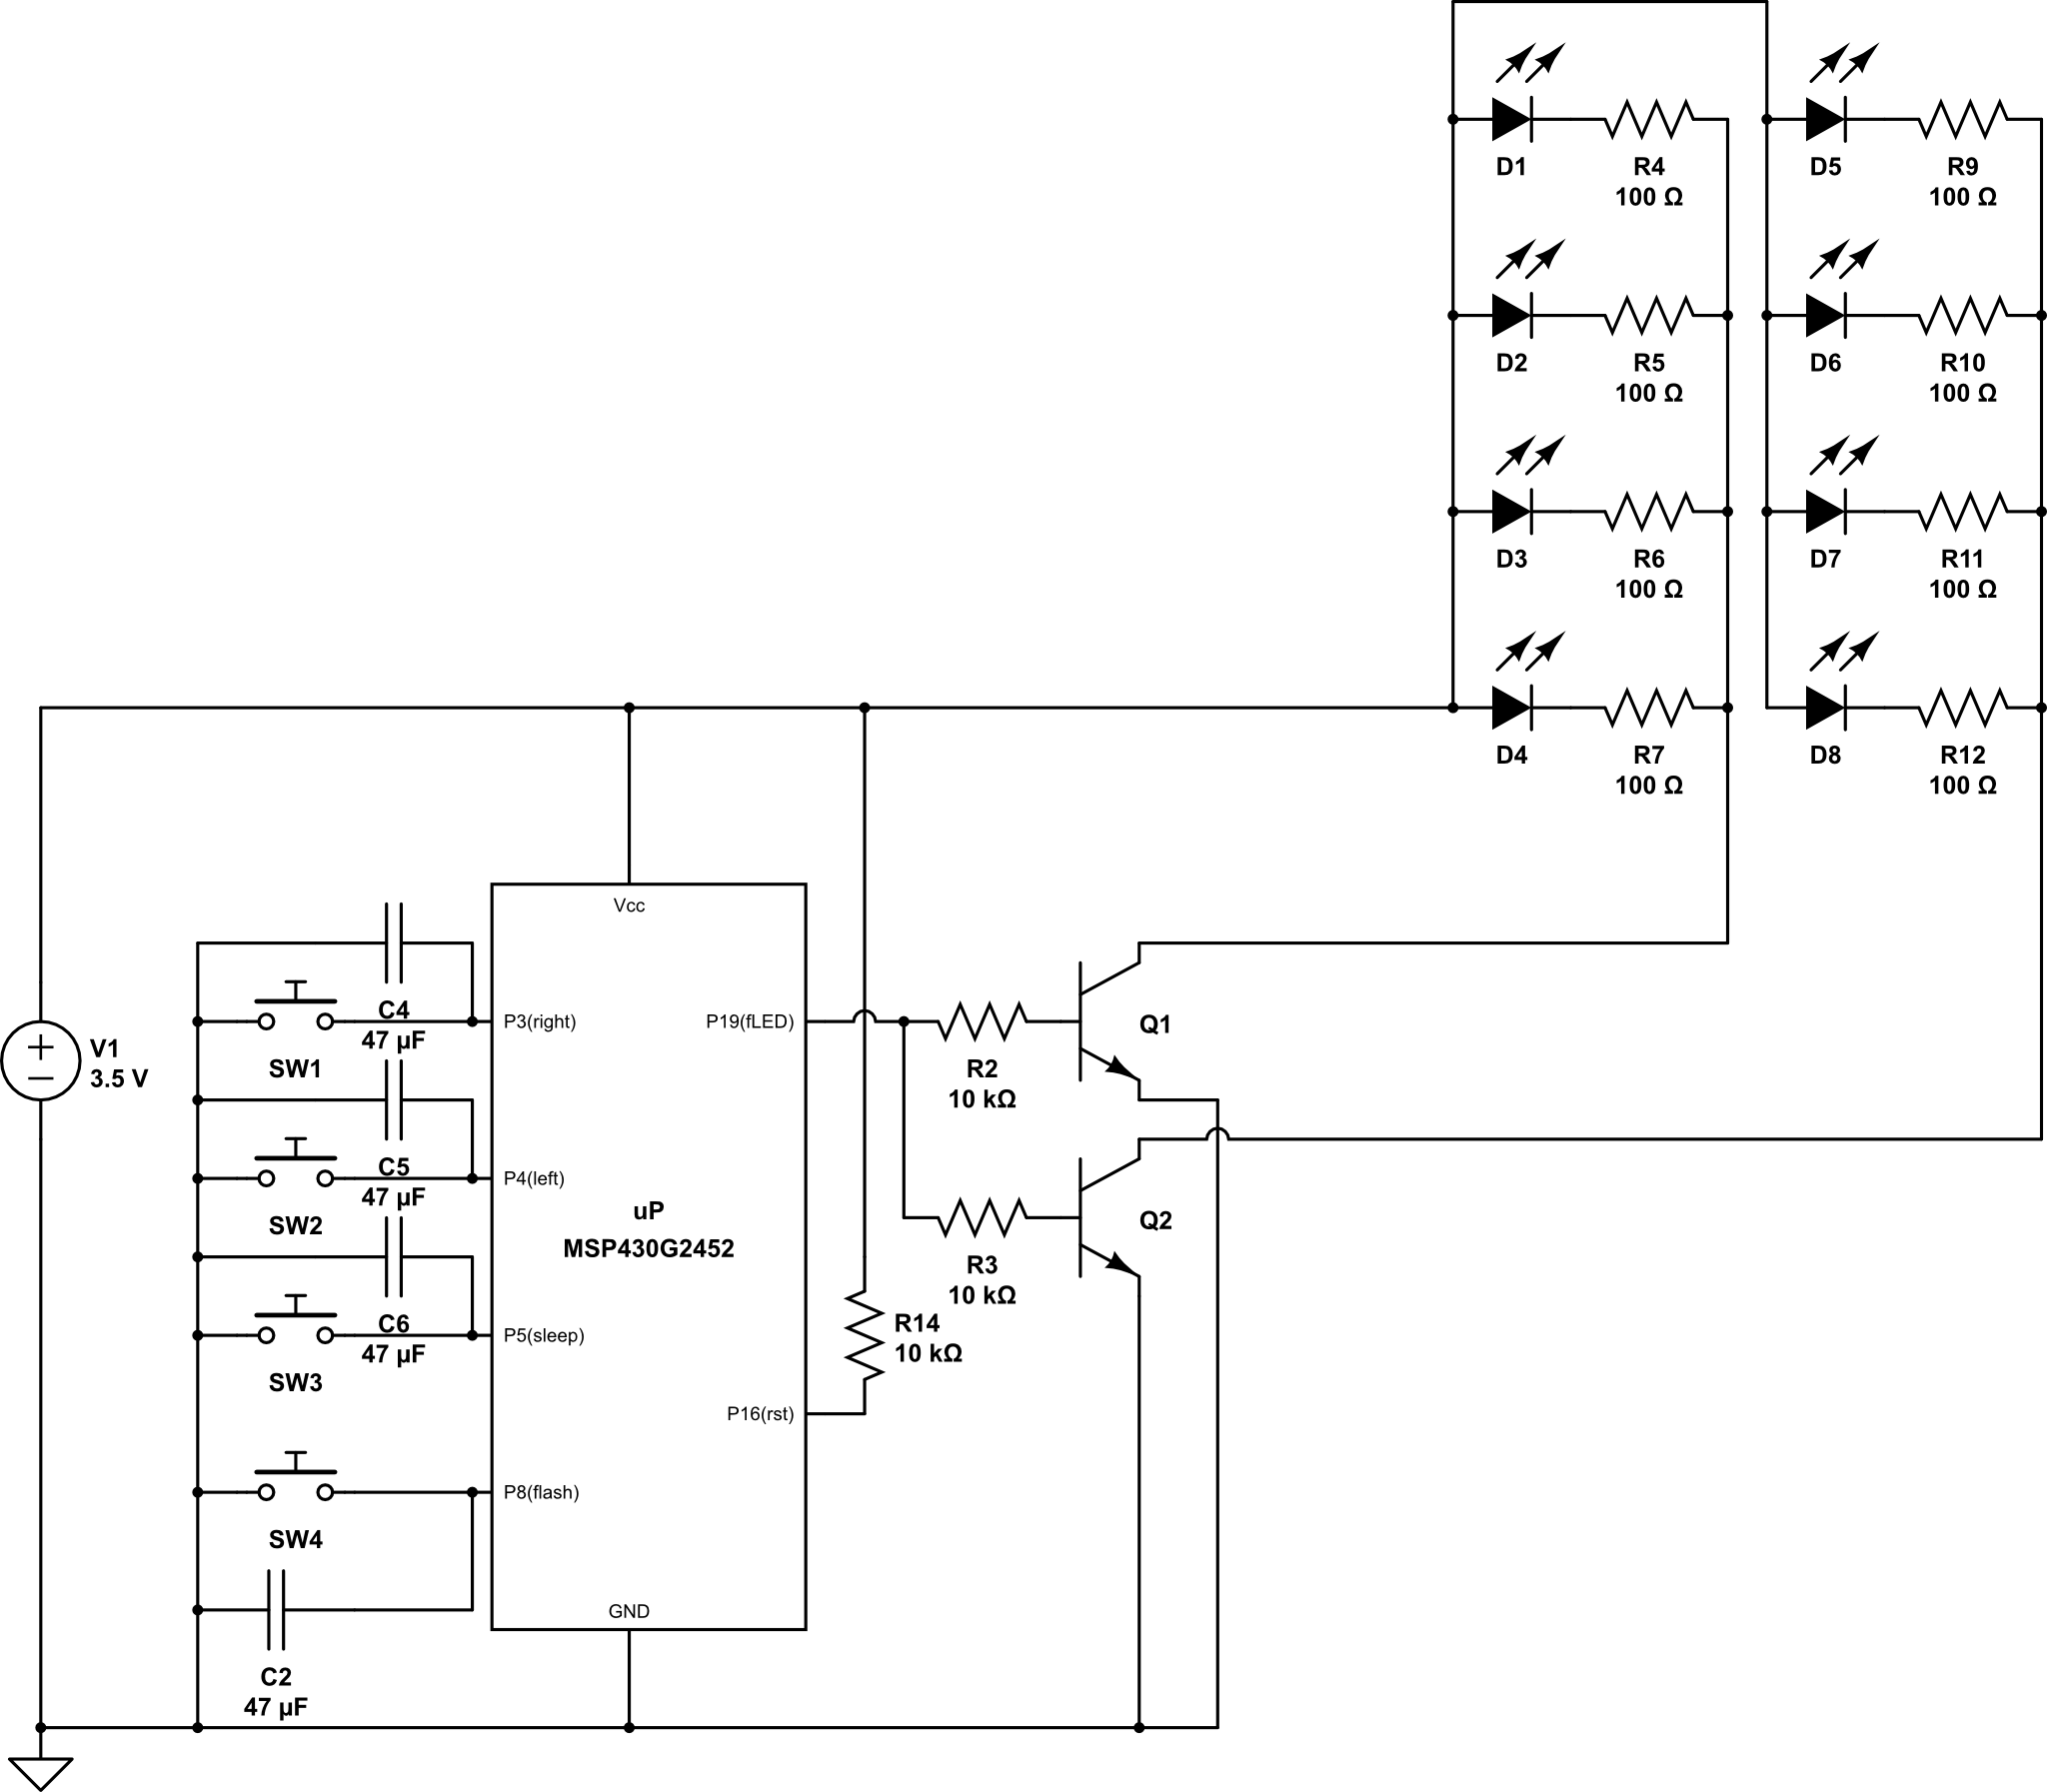 D1
R4
100 Ω
D5
R9
100 Ω
D2
R5
100 Ω
D6
R10
100 Ω
D3
R6
100 Ω
D7
R11
100 Ω
D4
R7
100 Ω
D8
R12
100 Ω
V1
3.5 V
C4
47 µF
SW1
C5
47 µF
SW2
C6
47 µF
SW3
SW4
C2
47 µF
Vcc
P3(right)
P19(fLED)
P4(left)
uP
MSP430G2452
P5(sleep)
P16(rst)
P8(flash)
GND
R2
10 kΩ
Q1
R3
10 kΩ
Q2
R14
10 kΩ